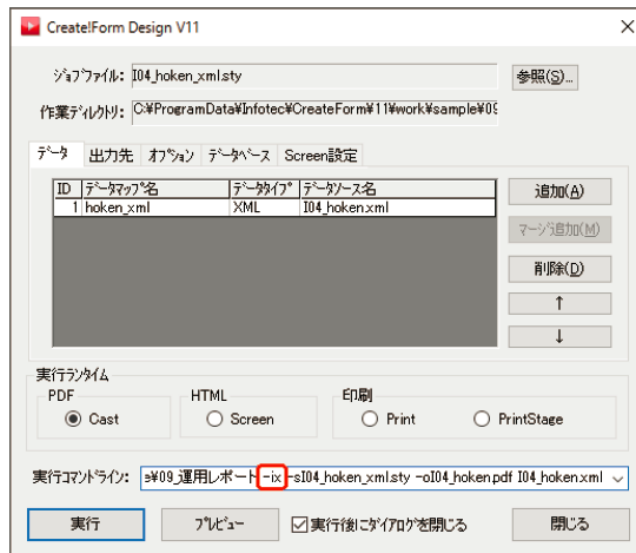 Create!Form Design V11
ジョブファイル: I04_hoken_xml.sty 参照(S)...
作業ディレクトリ: C:¥ProgramData¥Infotec¥CreateForm¥11¥work¥sample¥09
データ 出力先 オプション データベース Screen設定
ID データマップ名 データタイプ データソース名
1 hoken_xml XML I04_hoken.xml
追加(A)
マージ追加(M)
削除(D)
↑
↓
実行ランタイム
PDF HTML 印刷
Cast Screen Print PrintStage
実行コマンドライン: ¥09_運用レポート -ix -sI04_hoken_xml.sty -oI04_hoken.pdf I04_hoken.xml
実行 プレビュー 実行後にダイアログを閉じる 閉じる